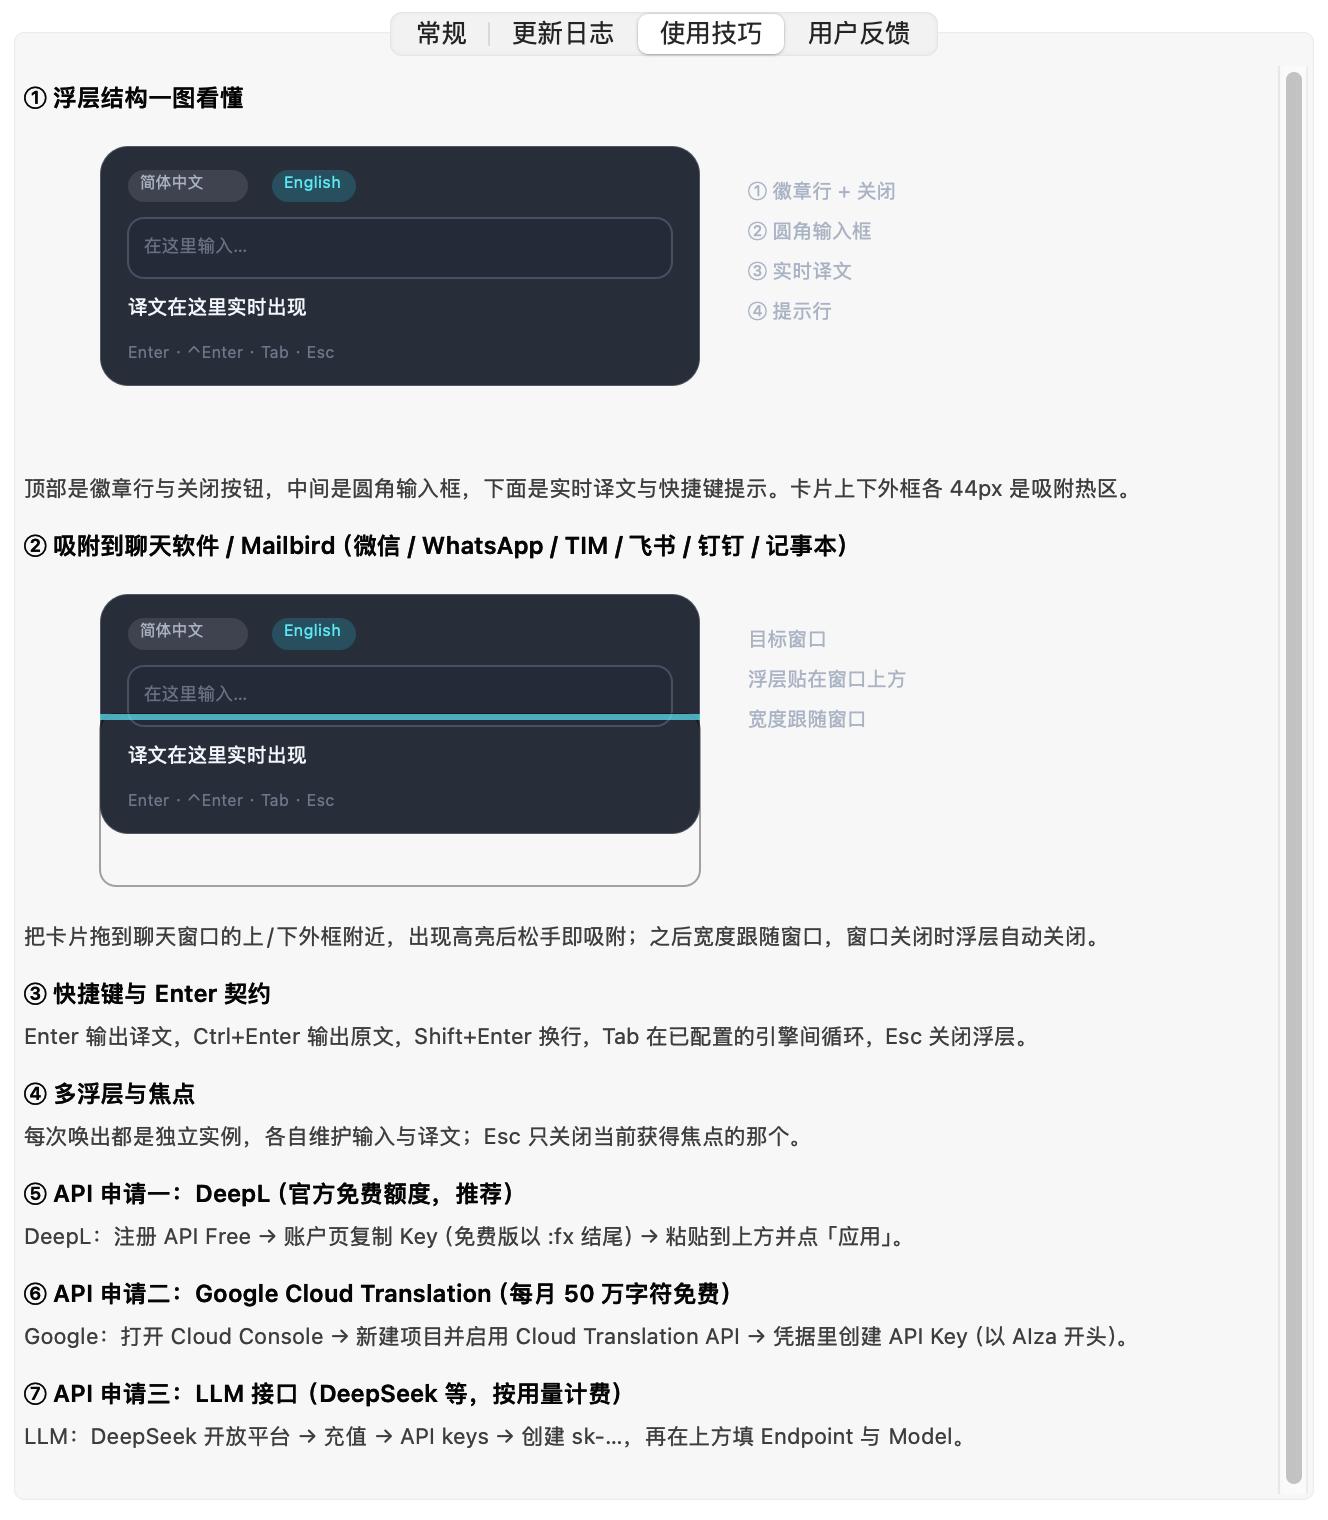 常规
更新日志
使用技巧
用户反馈
① 浮层结构一图看懂
简体中文
English
在这里输入...
译文在这里实时出现
Enter · ^Enter · Tab · Esc
① 徽章行 + 关闭
② 圆角输入框
③ 实时译文
④ 提示行
顶部是徽章行与关闭按钮，中间是圆角输入框，下面是实时译文与快捷键提示。卡片上下外框各 44px 是吸附热区。
② 吸附到聊天软件 / Mailbird（微信 / WhatsApp / TIM / 飞书 / 钉钉 / 记事本）
简体中文
English
在这里输入...
译文在这里实时出现
Enter · ^Enter · Tab · Esc
目标窗口
浮层贴在窗口上方
宽度跟随窗口
把卡片拖到聊天窗口的上/下外框附近，出现高亮后松手即吸附；之后宽度跟随窗口，窗口关闭时浮层自动关闭。
③ 快捷键与 Enter 契约
Enter 输出译文，Ctrl+Enter 输出原文，Shift+Enter 换行，Tab 在已配置的引擎间循环，Esc 关闭浮层。
④ 多浮层与焦点
每次唤出都是独立实例，各自维护输入与译文；Esc 只关闭当前获得焦点的那个。
⑤ API 申请一：DeepL（官方免费额度，推荐）
DeepL：注册 API Free → 账户页复制 Key（免费版以 :fx 结尾）→ 粘贴到上方并点「应用」。
⑥ API 申请二：Google Cloud Translation（每月 50 万字符免费）
Google：打开 Cloud Console → 新建项目并启用 Cloud Translation API → 凭据里创建 API Key（以 AIza 开头）。
⑦ API 申请三：LLM 接口（DeepSeek 等，按用量计费）
LLM：DeepSeek 开放平台 → 充值 → API keys → 创建 sk-...，再在上方填 Endpoint 与 Model。